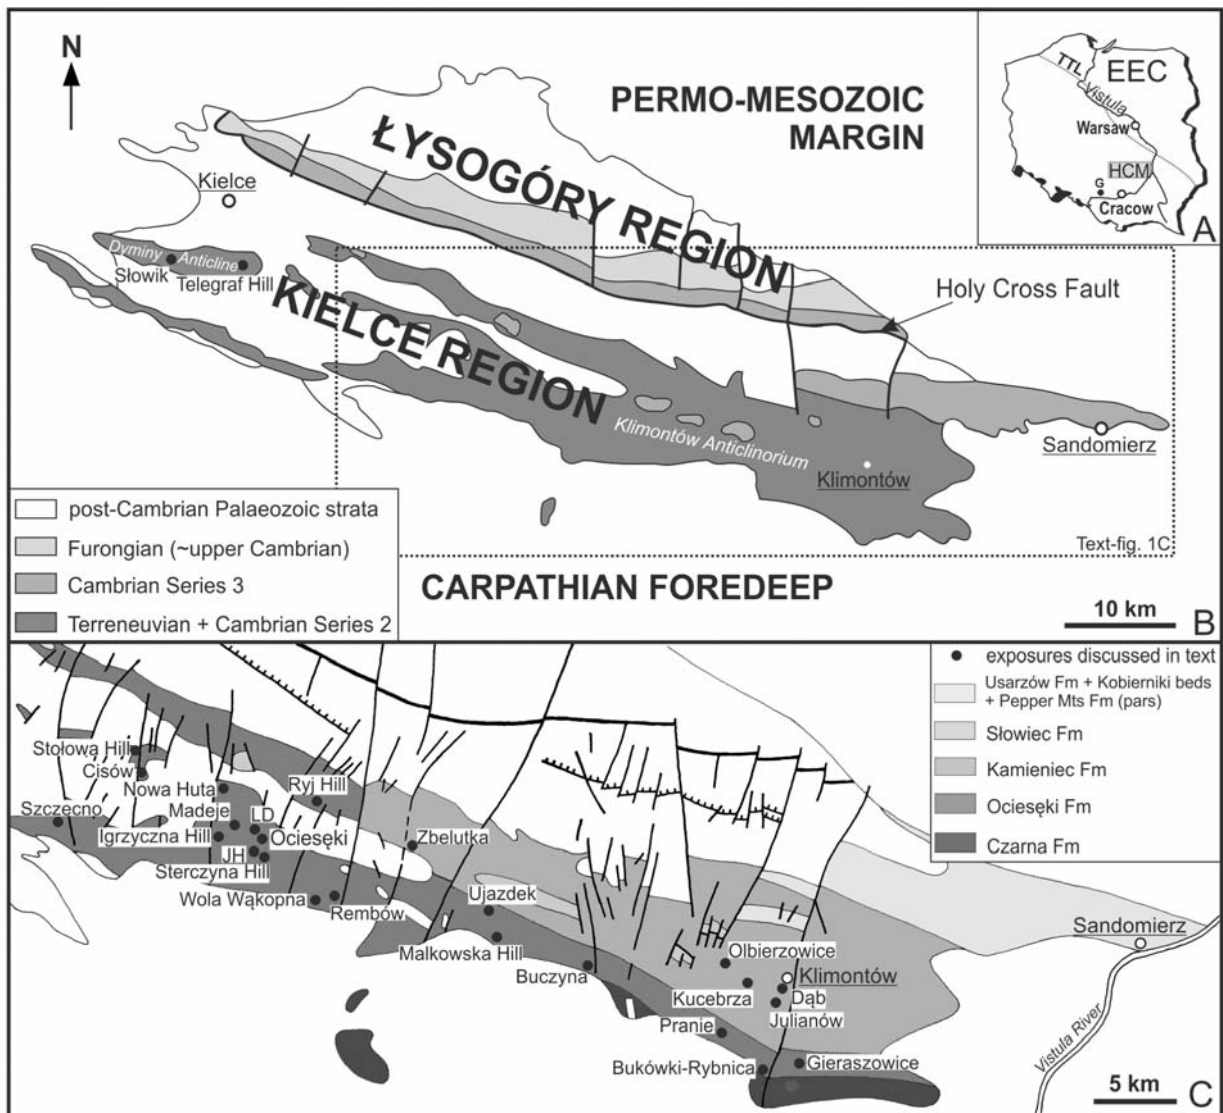 N
PERMO-MESOZOIC
MARGIN
ŁYSOGÓRY REGION
Kielce
Dyminy Anticline
Słowik
Telegraf Hill
KIELCE REGION
Holy Cross Fault
Klimontów Anticlinorium
Klimontów
Sandomierz
Text-fig. 1C
CARPATHIAN FOREDEEP
10 km
B
post-Cambrian Palaeozoic strata
Furongian (~upper Cambrian)
Cambrian Series 3
Terreneuvian + Cambrian Series 2
TTL
EEC
Vistula
Warsaw
HCM
G
Cracow
A
exposures discussed in text
Usarzów Fm + Kobierniki beds
+ Pepper Mts Fm (pars)
Słowiec Fm
Kamieniec Fm
Ociesęki Fm
Czarna Fm
Stołowa Hill
Cisów
Nowa Huta
Ryj Hill
Szczecno
Madeje
LD
Igrzyczna Hill
Ociesęki
JH
Sterczyna Hill
Zbelutka
Wola Wąkopna
Rembów
Ujazdek
Malkowska Hill
Buczyna
Olbierzowice
Klimontów
Kucebrza
Dąb
Julianów
Pranie
Bukówki-Rybnica
Gieraszowice
Sandomierz
Vistula River
5 km
C